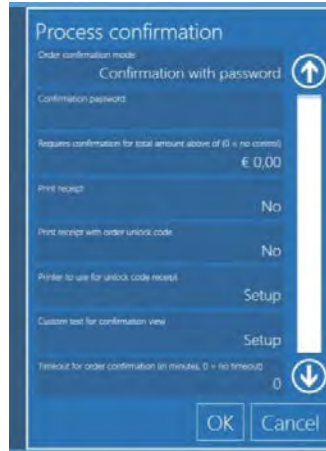 Process confirmation
Order confirmation mode
Confirmation with password
Confirmation password
Requires confirmation for total amount above of (0 = no control)
€ 0,00
Print receipt
No
Print receipt with order unlock code
No
Printer to use for unlock code receipt
Setup
Custom text for confirmation view
Setup
Timeout for order confirmation (in minutes, 0 = no timeout)
0
OK
Cancel